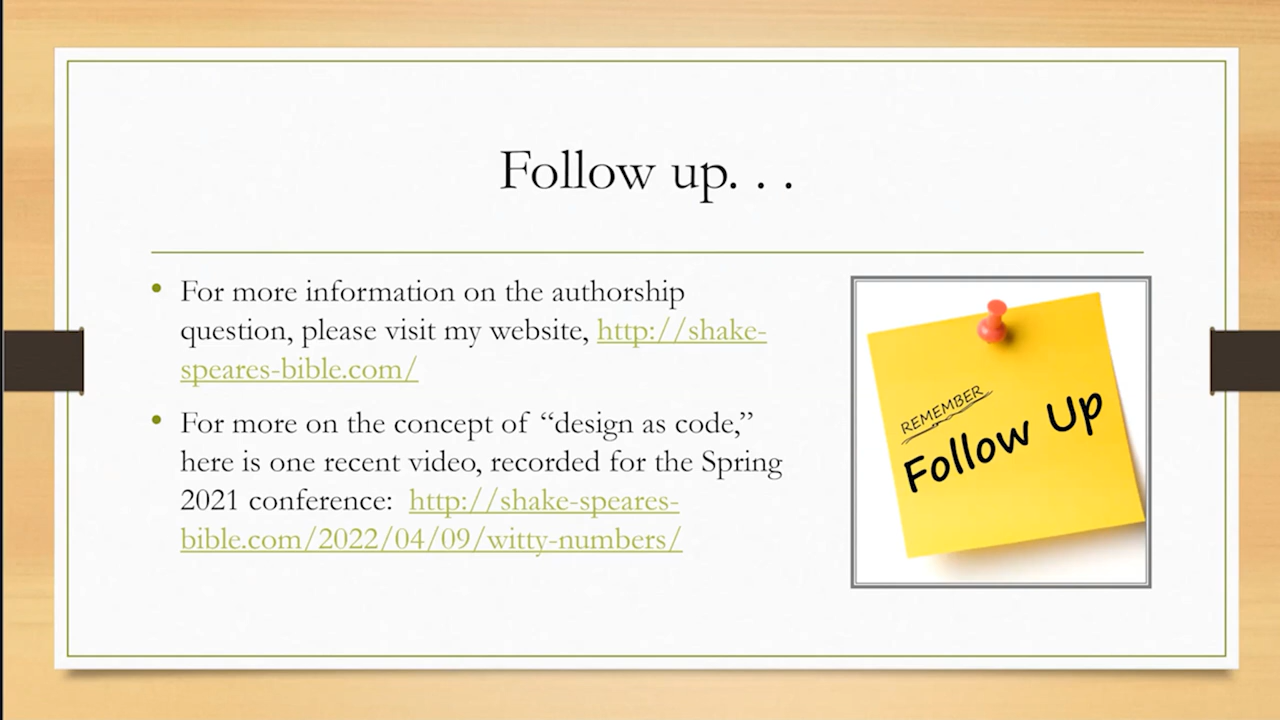 Follow up. . .
• For more information on the authorship
question, please visit my website, http://shake-
speares-bible.com/
• For more on the concept of “design as code,”
here is one recent video, recorded for the Spring
2021 conference:  http://shake-speares-
bible.com/2022/04/09/witty-numbers/
REMEMBER
Follow Up